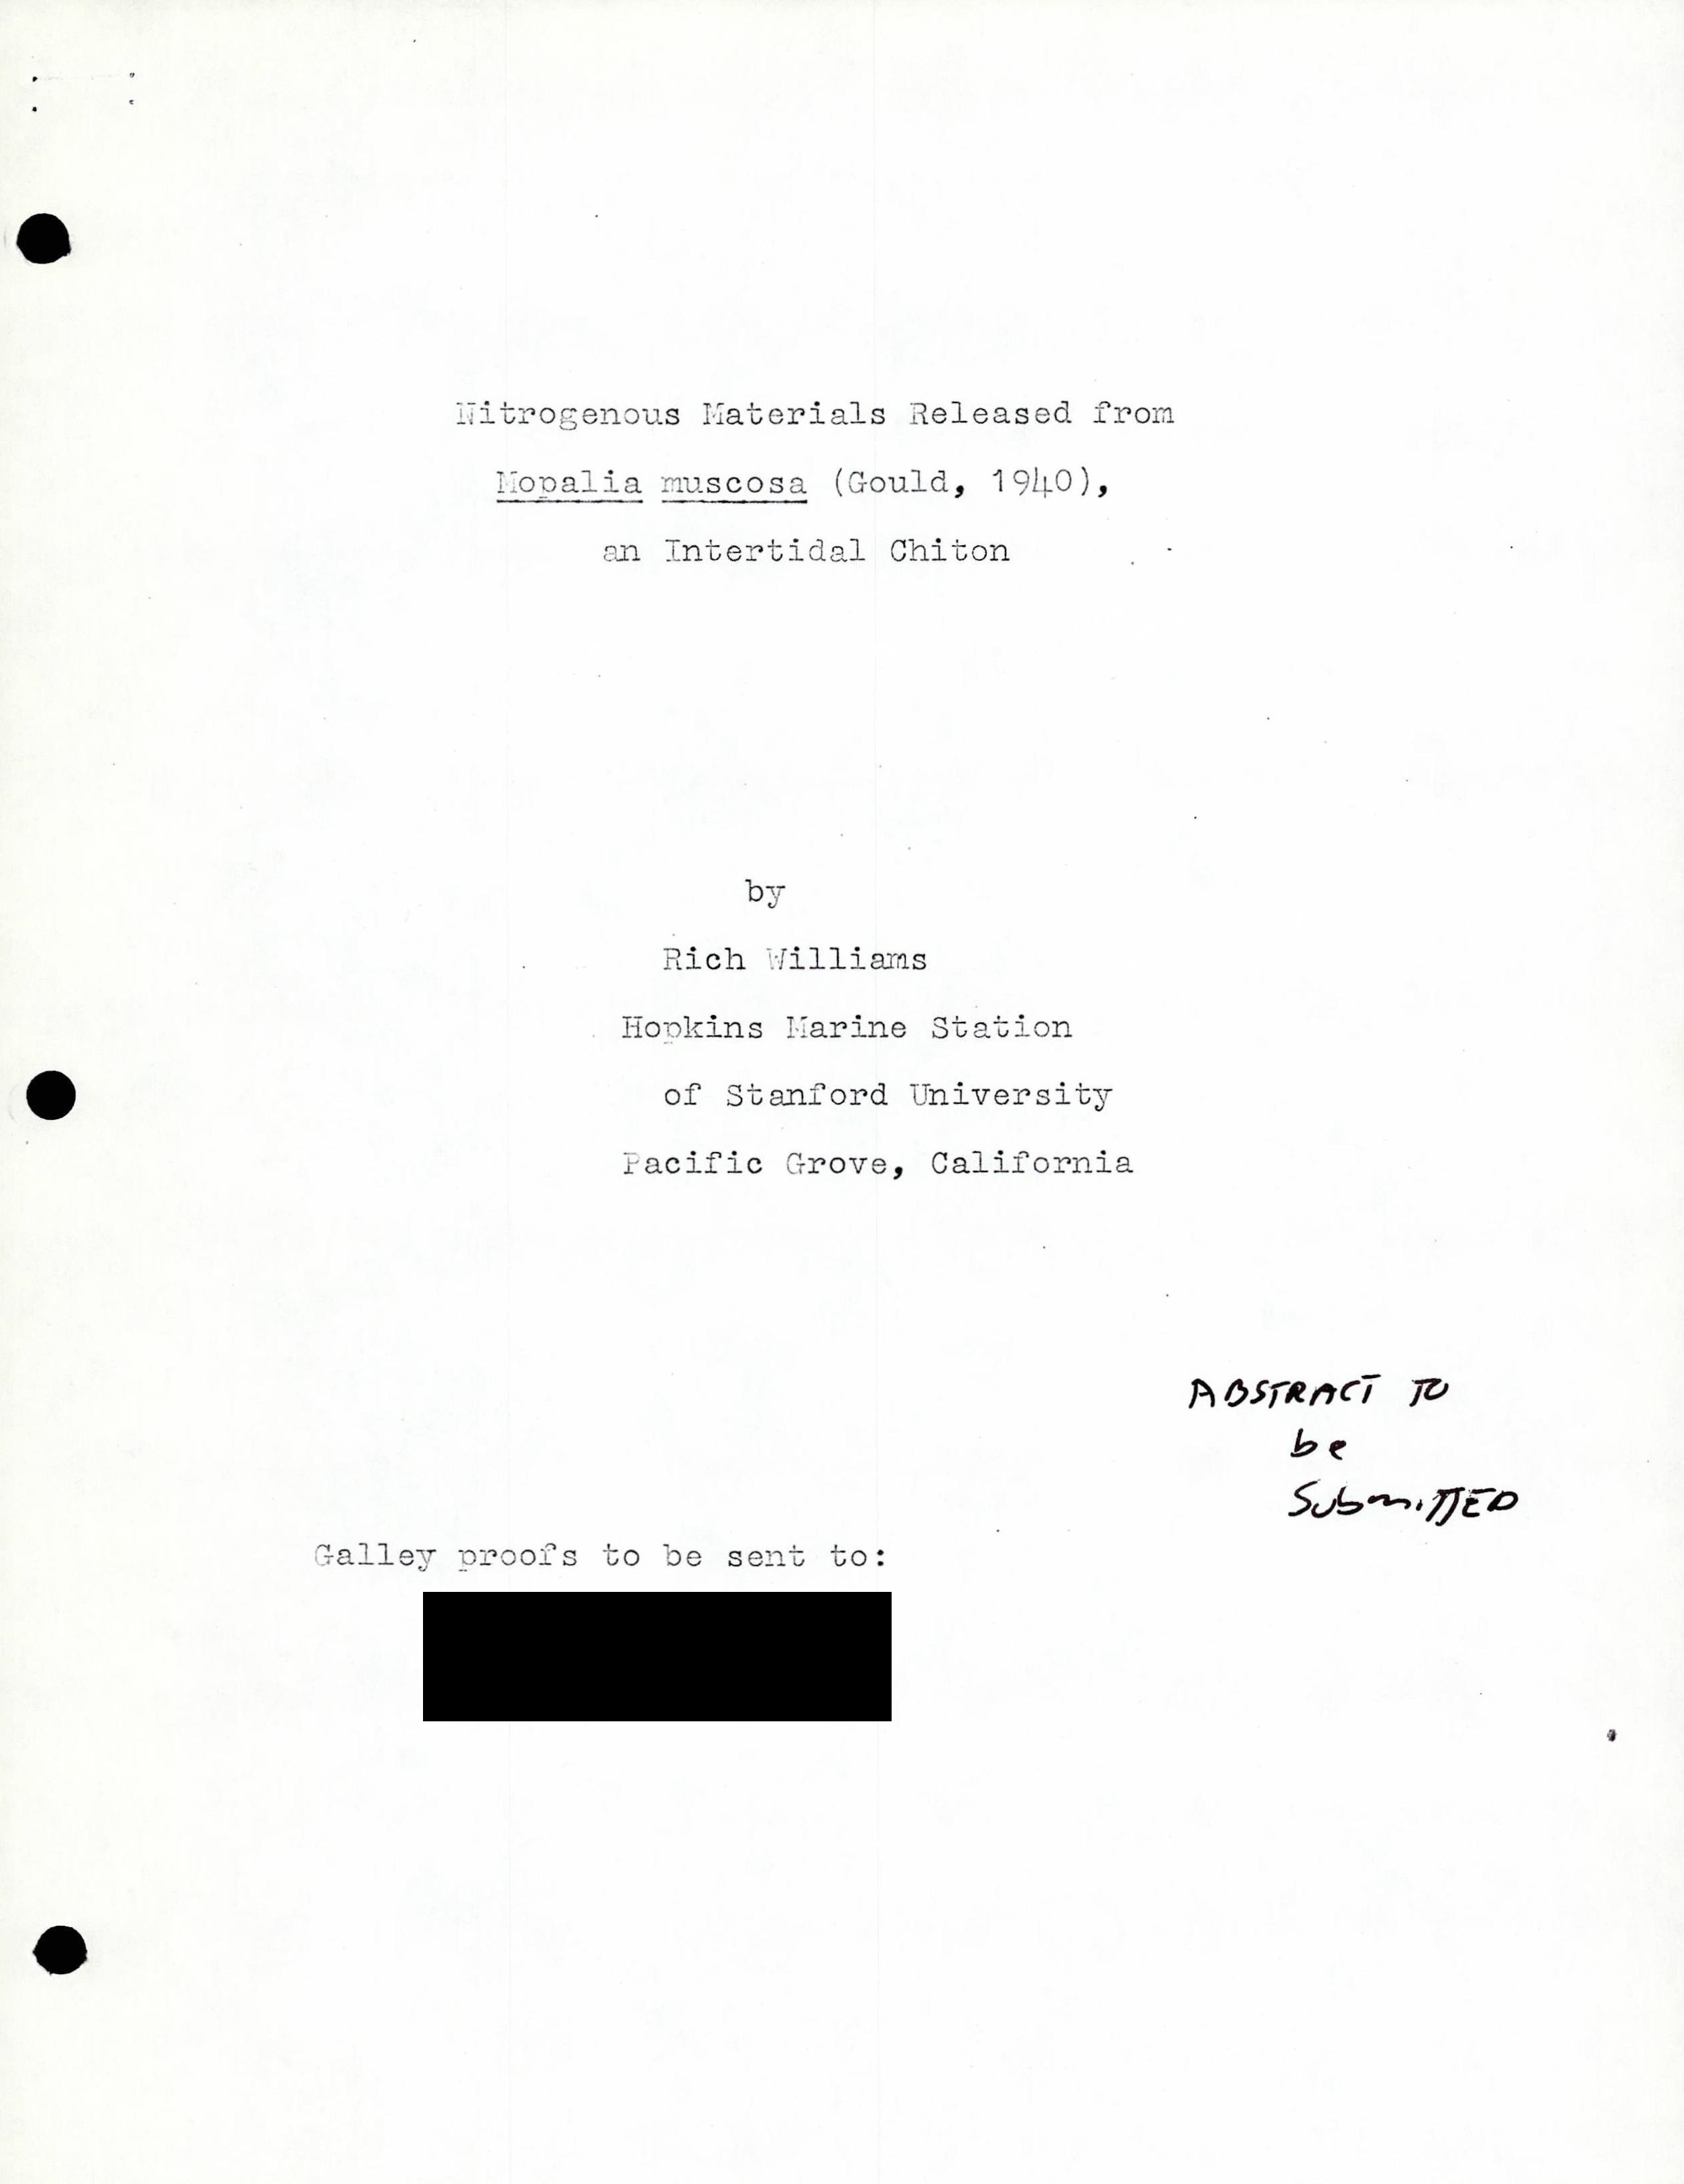 Nitrogenous Materials Released from
Mopalia muscosa (Gould, 1940),
an Intertidal Chiton
by
Rich Williams
Hopkins Marine Station
of Stanford University
Pacific Grove, California
ABSTRACT TO
be
SubmITTED
Galley proofs to be sent to: